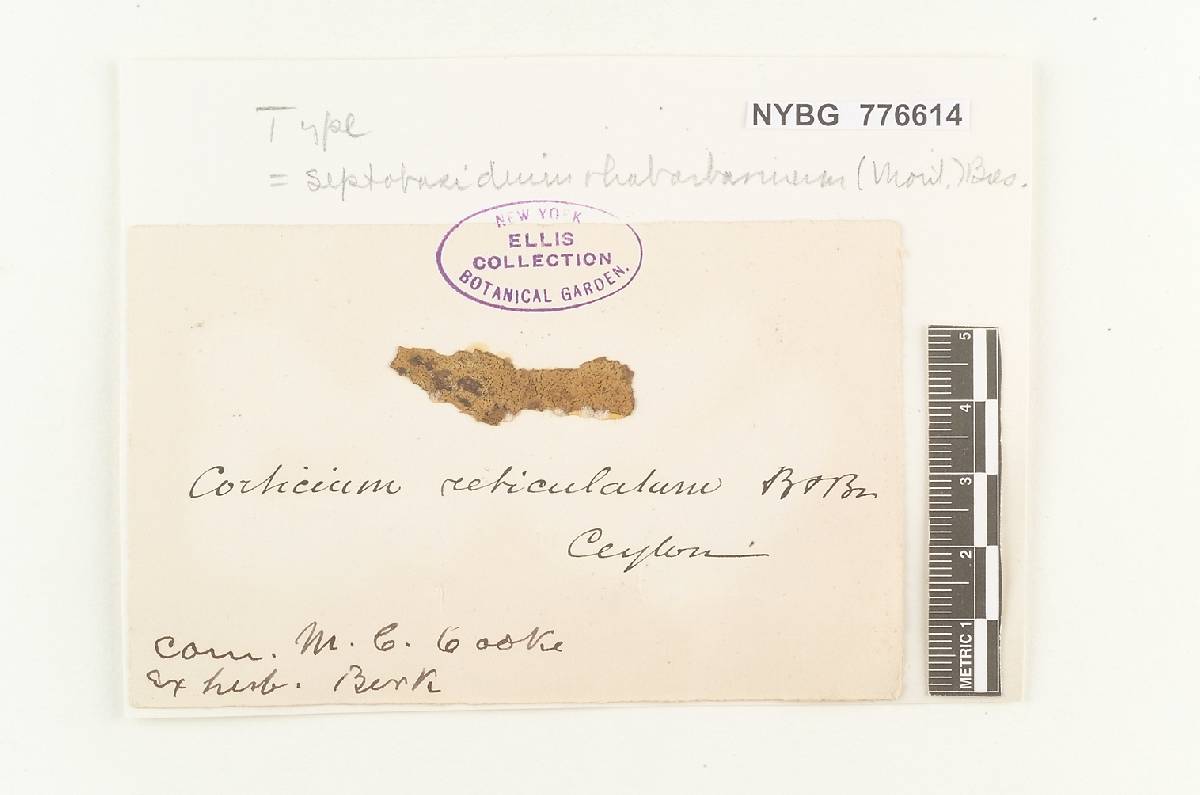 Type
NYBG 776614
= Septobasidium rhabarbarinum (Mont.) Bres.
NEW YORK
ELLIS
COLLECTION
BOTANICAL GARDEN.
Corticium reticulatum B & Br
Ceylon
com. M. C. Cooke
Ex herb. Berk
METRIC 1 2 3 4 5